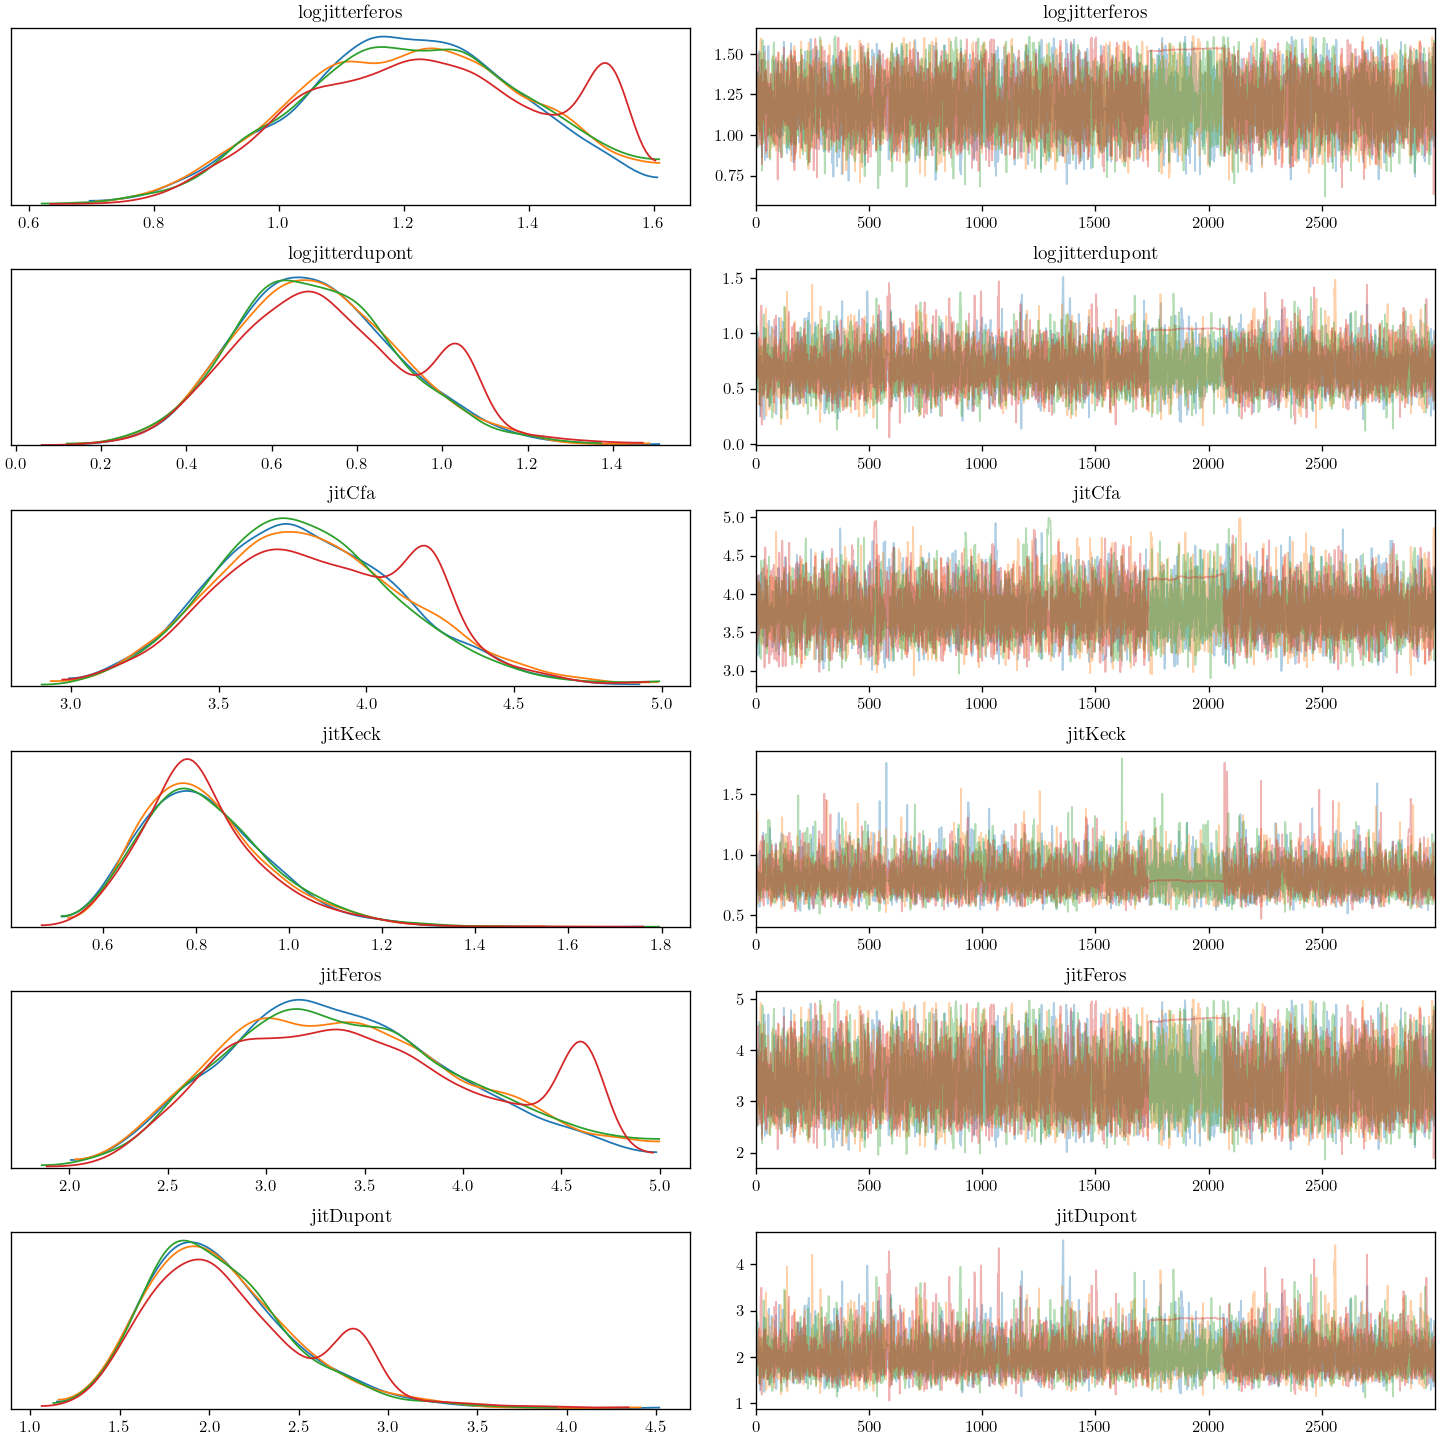 logjitterferos logjitterferos
1.50
1.25
1.00
0.75
0.6 0.8 1.0 1.2 1.4 1.6 0 500 1000 1500 2000 2500
logjitterdupont logjitterdupont
1.5
1.0
0.5
0.0
0.0 0.2 0.4 0.6 0.8 1.0 1.2 1.4 0 500 1000 1500 2000 2500
jitCfa jitCfa
5.0
4.5
4.0
3.5
3.0
3.0 3.5 4.0 4.5 5.0 0 500 1000 1500 2000 2500
jitKeck jitKeck
1.5
1.0
0.5
0.6 0.8 1.0 1.2 1.4 1.6 1.8 0 500 1000 1500 2000 2500
jitFeros jitFeros
5
4
3
2
2.0 2.5 3.0 3.5 4.0 4.5 5.0 0 500 1000 1500 2000 2500
jitDupont jitDupont
4
3
2
1
1.0 1.5 2.0 2.5 3.0 3.5 4.0 4.5 0 500 1000 1500 2000 2500